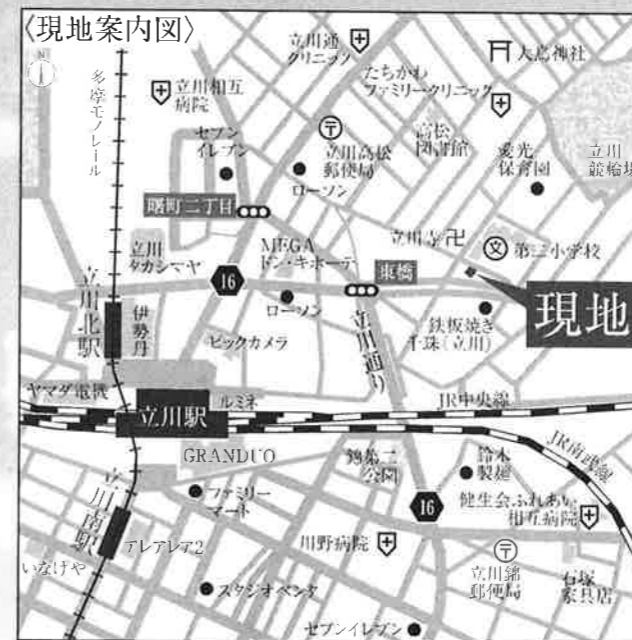 〈現地案内図〉
N
多摩モノレール
立川相互
病院
立川通
クリニック
たちかわ
ファミリークリニック
大鳥神社
セブン
イレブン
立川高松
郵便局
高松
図書館
愛光
保育園
立川
競輪場
ローソン
曙町二丁目
立川
タカシマヤ
MEGA
ドン・キホーテ
立川寺
第三小学校
16
東橋
立川北駅
伊勢丹
ローソン
ビックカメラ
立川通り
鉄板焼き
千珠(立川)
現地
ヤマダ電機
ルミネ
立川駅
JR中央線
JR南武線
GRANDUO
錦第二
公園
鈴木
製麺
立川南駅
ファミリー
マート
16
健生会ふれあい
相互病院
アレアレア2
川野病院
いなげや
立川錦
郵便局
石塚
家具店
スタジオベンタ
セブンイレブン